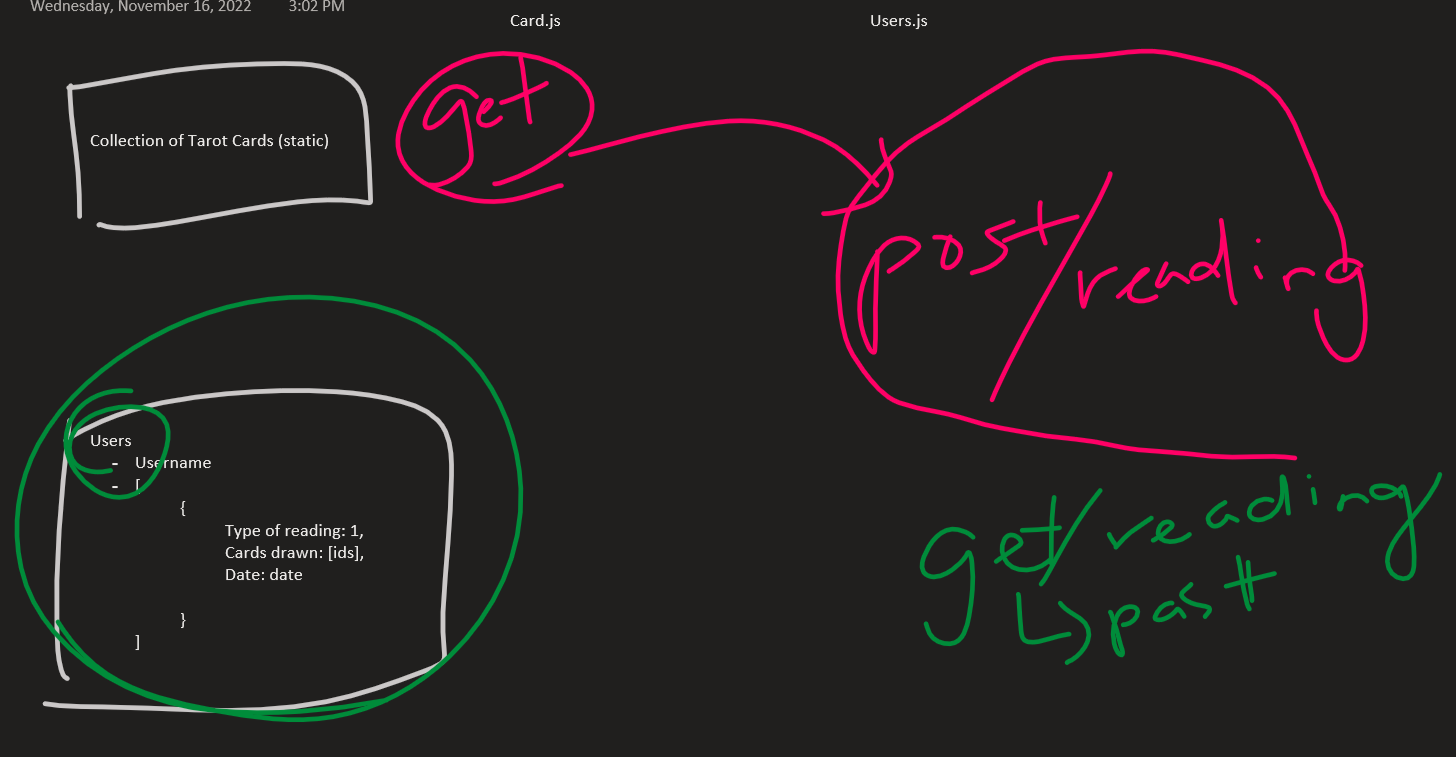 Wednesday, November 16, 2022 3:02 PM
Card.js
Users.js
get
Collection of Tarot Cards (static)
post/reading
Users
- Username
- [
{
Type of reading: 1,
Cards drawn: [ids],
Date: date
}
]
get/reading
past